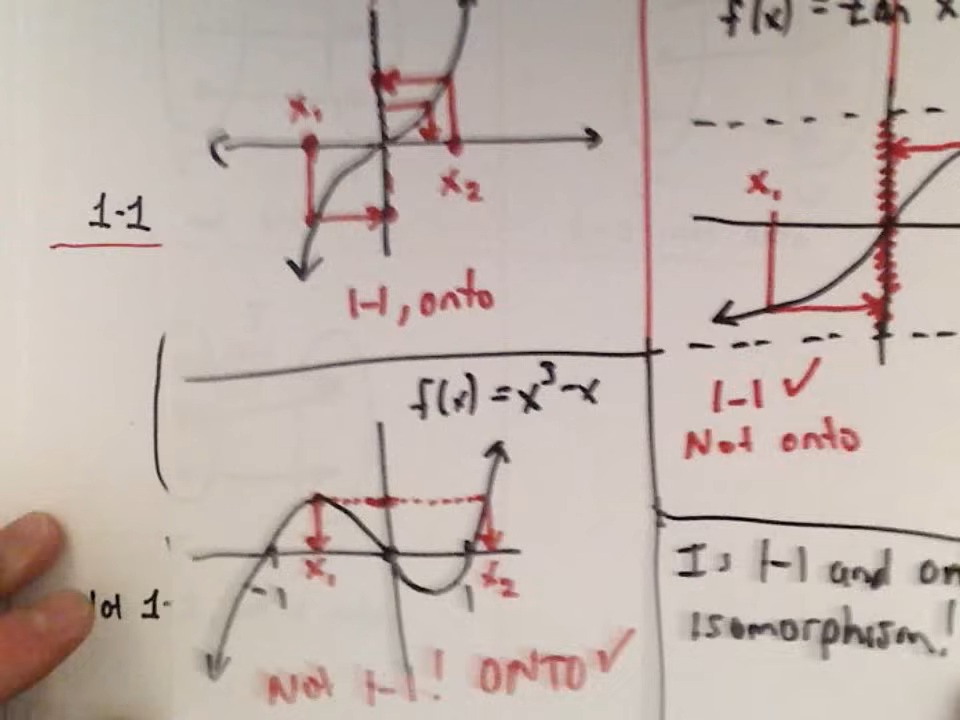 f(x) = tan x
x₁
x₂
1-1
1-1, onto
x₁
1-1 ✓
Not onto
f(x) = x³-x
-1
x₁
1
x₂
Not 1-1! ONTO ✓
1-
Is 1-1 and
isomorphism!